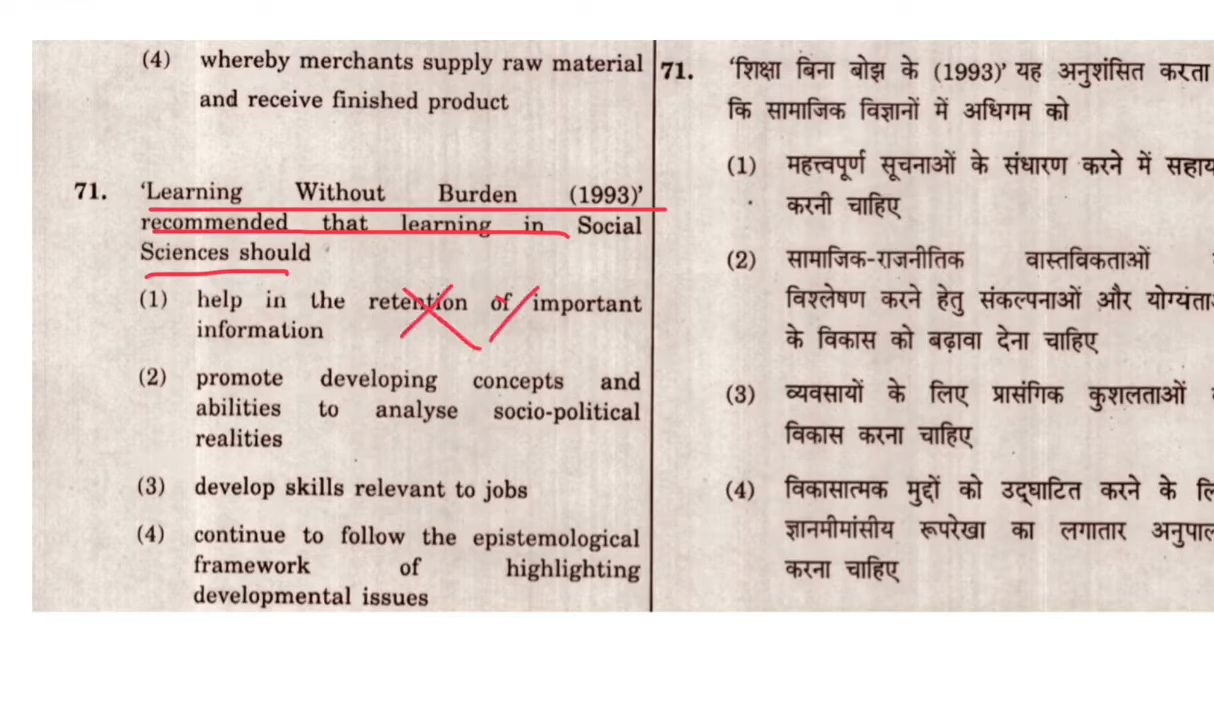 (4) whereby merchants supply raw material
and receive finished product
71. 'Learning Without Burden (1993)'
recommended that learning in Social
Sciences should
(1) help in the retention of important
information
(2) promote developing concepts and
abilities to analyse socio-political
realities
(3) develop skills relevant to jobs
(4) continue to follow the epistemological
framework of highlighting
developmental issues
71. 'शिक्षा बिना बोझ के (1993)' यह अनुशंसित करता
कि सामाजिक विज्ञानों में अधिगम को
(1) महत्त्वपूर्ण सूचनाओं के संधारण करने में
करनी चाहिए
(2) सामाजिक-राजनीतिक वास्तविकताओं
विश्लेषण करने हेतु संकल्पनाओं और
के विकास को बढ़ावा देना चाहिए
(3) व्यवसायों के लिए प्रासंगिक कुशलताओं
विकास करना चाहिए
(4) विकासात्मक मुद्दों को उद्घाटित करने के
ज्ञानमीमांसीय रूपरेखा का लगातार
करना चाहिए